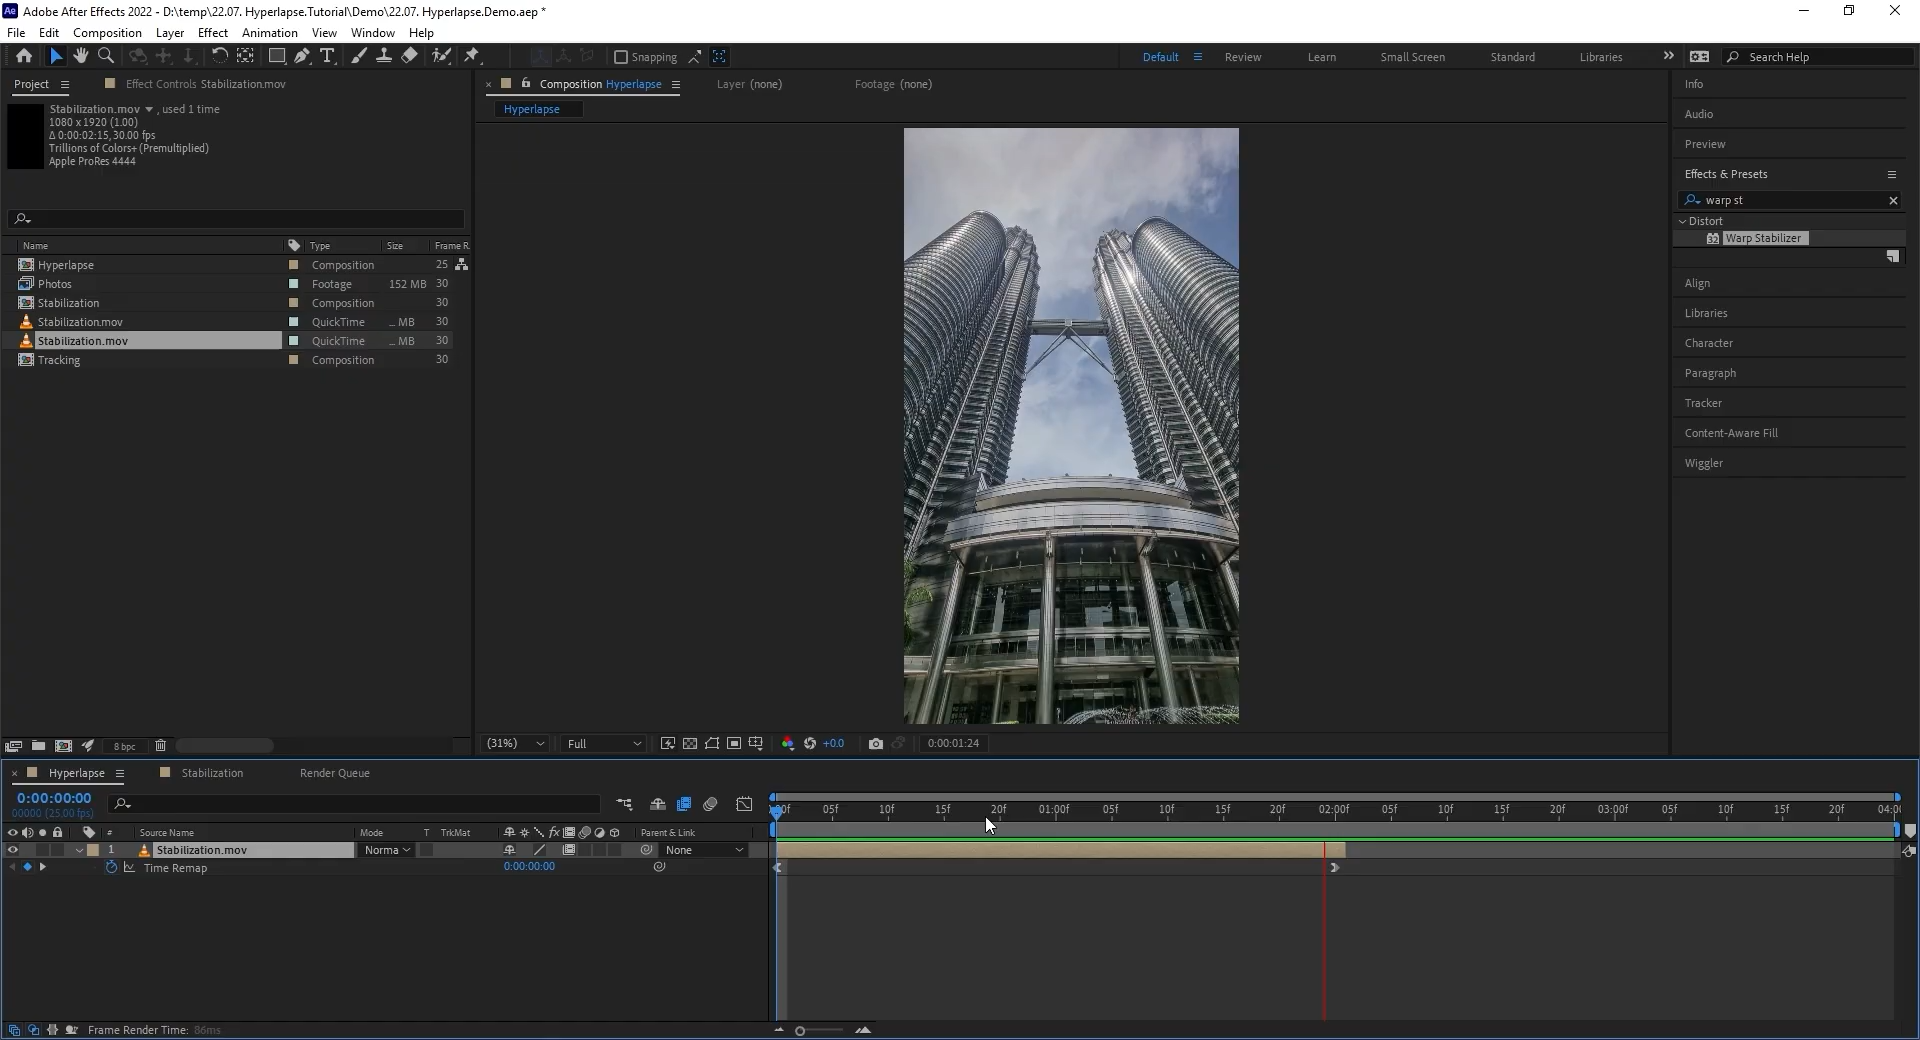 Adobe After Effects 2022 - D:\temp\22.07. Hyperlapse.Tutorial\Demo\22.07. Hyperlapse.Demo.aep *
File Edit Composition Layer Effect Animation View Window Help
Snapping
Default Review Learn Small Screen Standard Libraries Search Help
Project Effect Controls Stabilization.mov
Composition Hyperlapse Layer (none) Footage (none)
Hyperlapse
Stabilization.mov , used 1 time
1080 x 1920 (1.00)
Δ 0:00:02:15, 30.00 fps
Trillions of Colors+ (Premultiplied)
Apple ProRes 4444
Name Type Size Frame R.
Hyperlapse Composition 25
Photos Footage 152 MB 30
Stabilization Composition 30
Stabilization.mov QuickTime ... MB 30
Stabilization.mov QuickTime ... MB 30
Tracking Composition 30
8 bpc
(31%) Full +0.0 0:00:01:24
Info
Audio
Preview
Effects & Presets
warp st
Distort
32 Warp Stabilizer
Align
Libraries
Character
Paragraph
Tracker
Content-Aware Fill
Wiggler
Hyperlapse Stabilization Render Queue
0:00:00:00
00000 (25.00 fps)
:00f 05f 10f 15f 20f 01:00f 05f 10f 15f 20f 02:00f 05f 10f 15f 20f 03:00f 05f 10f 15f 20f 04:00
# Source Name Mode T TrkMat fx Parent & Link
1 Stabilization.mov Norma None
Time Remap 0:00:00:00
Frame Render Time: 86ms